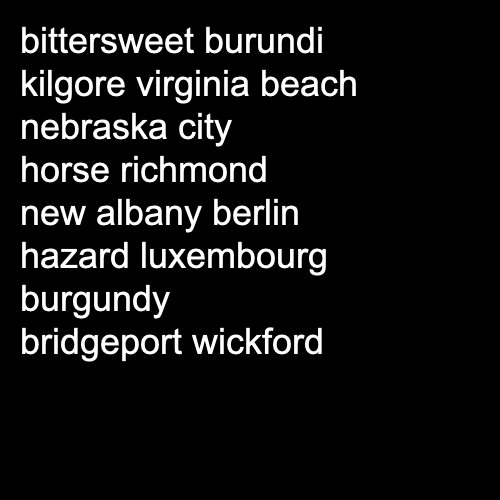 bittersweet burundi
kilgore virginia beach
nebraska city
horse richmond
new albany berlin
hazard luxembourg
burgundy
bridgeport wickford